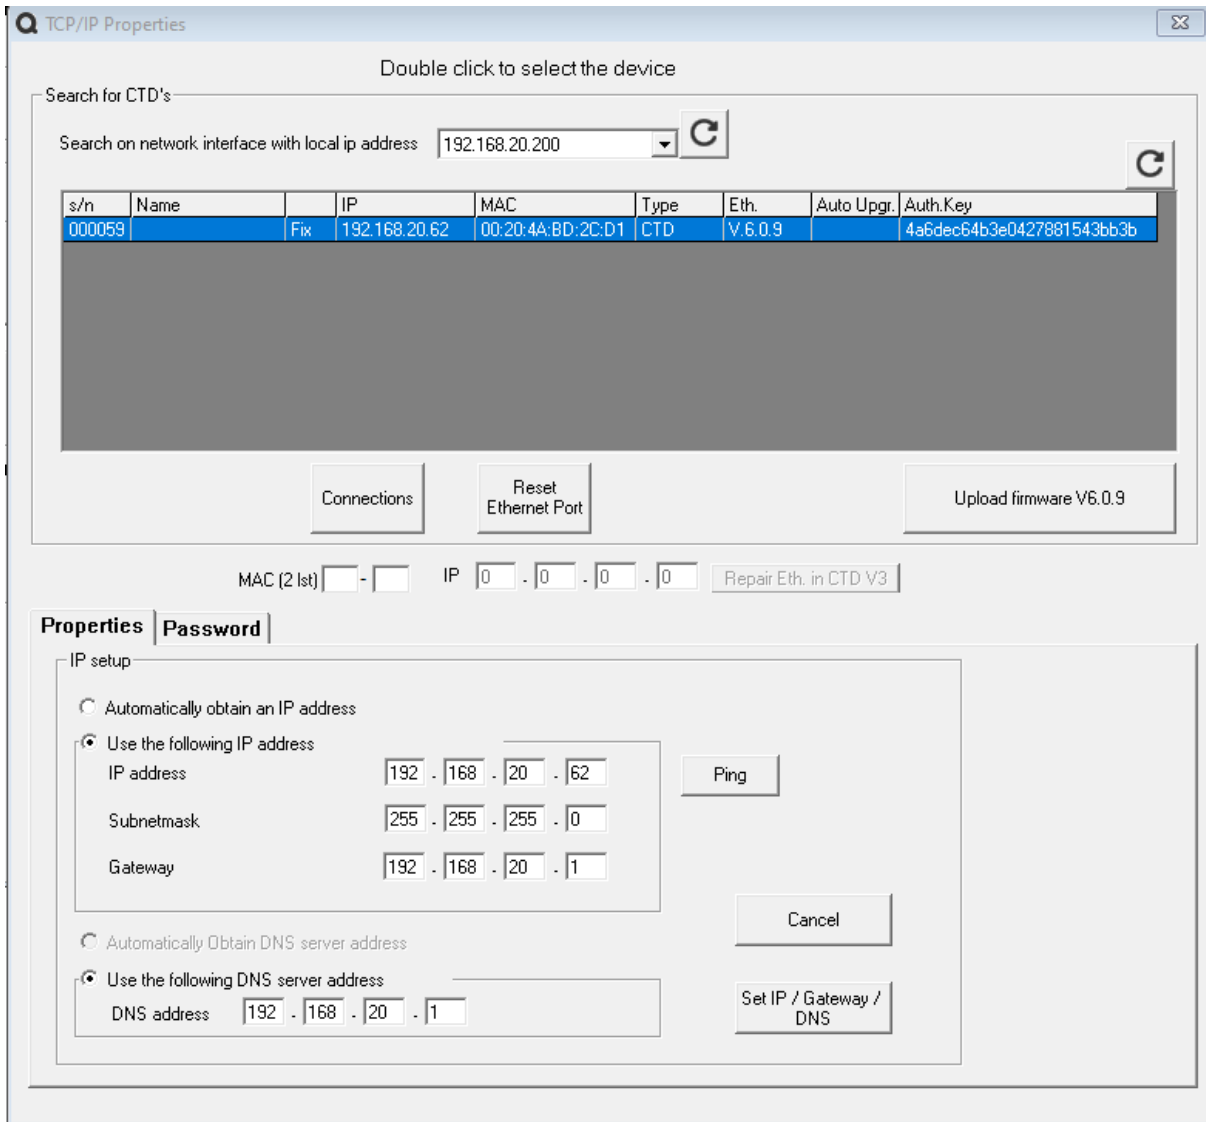 TCP/IP Properties
Double click to select the device
Search for CTD's
Search on network interface with local ip address 192.168.20.200
s/n Name IP MAC Type Eth. Auto Upgr. Auth.Key
000059 Fix 192.168.20.62 00:20:4A:BD:2C:D1 CTD V.6.0.9 4a6dec64b3e0427881543bb3b
Connections
Reset
Ethernet Port
Upload firmware V6.0.9
MAC (2 lst) - IP 0 . 0 . 0 . 0 Repair Eth. in CTD V3
Properties Password
IP setup
Automatically obtain an IP address
Use the following IP address
IP address 192 . 168 . 20 . 62
Ping
Subnetmask 255 . 255 . 255 . 0
Gateway 192 . 168 . 20 . 1
Cancel
Automatically Obtain DNS server address
Use the following DNS server address
DNS address 192 . 168 . 20 . 1
Set IP / Gateway /
DNS